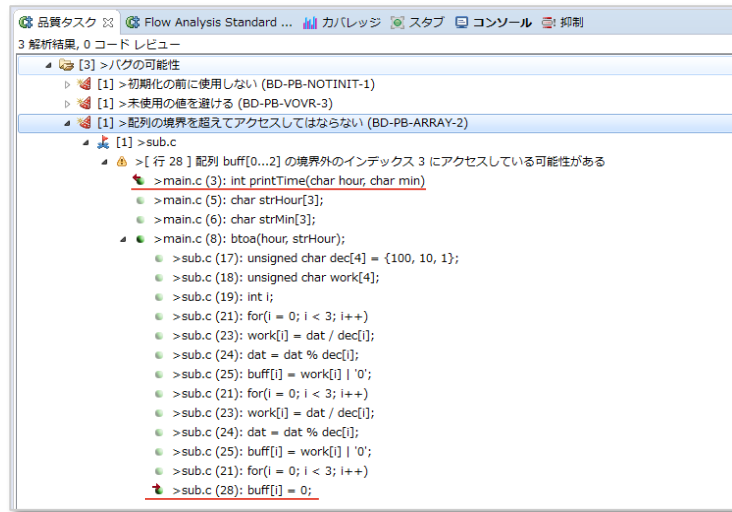 品質タスク Flow Analysis Standard ... カバレッジ スタブ コンソール 抑制
3 解析結果, 0 コード レビュー
[3] >バグの可能性
[1] >初期化の前に使用しない (BD-PB-NOTINIT-1)
[1] >未使用の値を避ける (BD-PB-VOVR-3)
[1] >配列の境界を超えてアクセスしてはならない (BD-PB-ARRAY-2)
[1] >sub.c
>[ 行 28 ] 配列 buff[0...2] の境界外のインデックス 3 にアクセスしている可能性がある
>main.c (3): int printTime(char hour, char min)
>main.c (5): char strHour[3];
>main.c (6): char strMin[3];
>main.c (8): btoa(hour, strHour);
>sub.c (17): unsigned char dec[4] = {100, 10, 1};
>sub.c (18): unsigned char work[4];
>sub.c (19): int i;
>sub.c (21): for(i = 0; i < 3; i++)
>sub.c (23): work[i] = dat / dec[i];
>sub.c (24): dat = dat % dec[i];
>sub.c (25): buff[i] = work[i] | '0';
>sub.c (21): for(i = 0; i < 3; i++)
>sub.c (23): work[i] = dat / dec[i];
>sub.c (24): dat = dat % dec[i];
>sub.c (25): buff[i] = work[i] | '0';
>sub.c (21): for(i = 0; i < 3; i++)
>sub.c (28): buff[i] = 0;